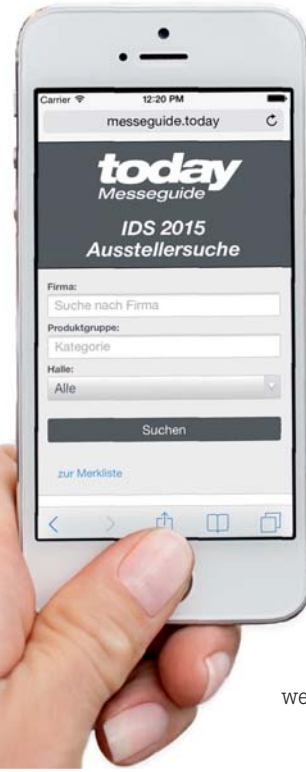 Carrier 12:20 PM
messeguide.today
today
Messeguide
IDS 2015
Ausstellersuche
Firma:
Suche nach Firma
Produktgruppe:
Kategorie
Halle:
Alle
Suchen
zur Merkliste
we